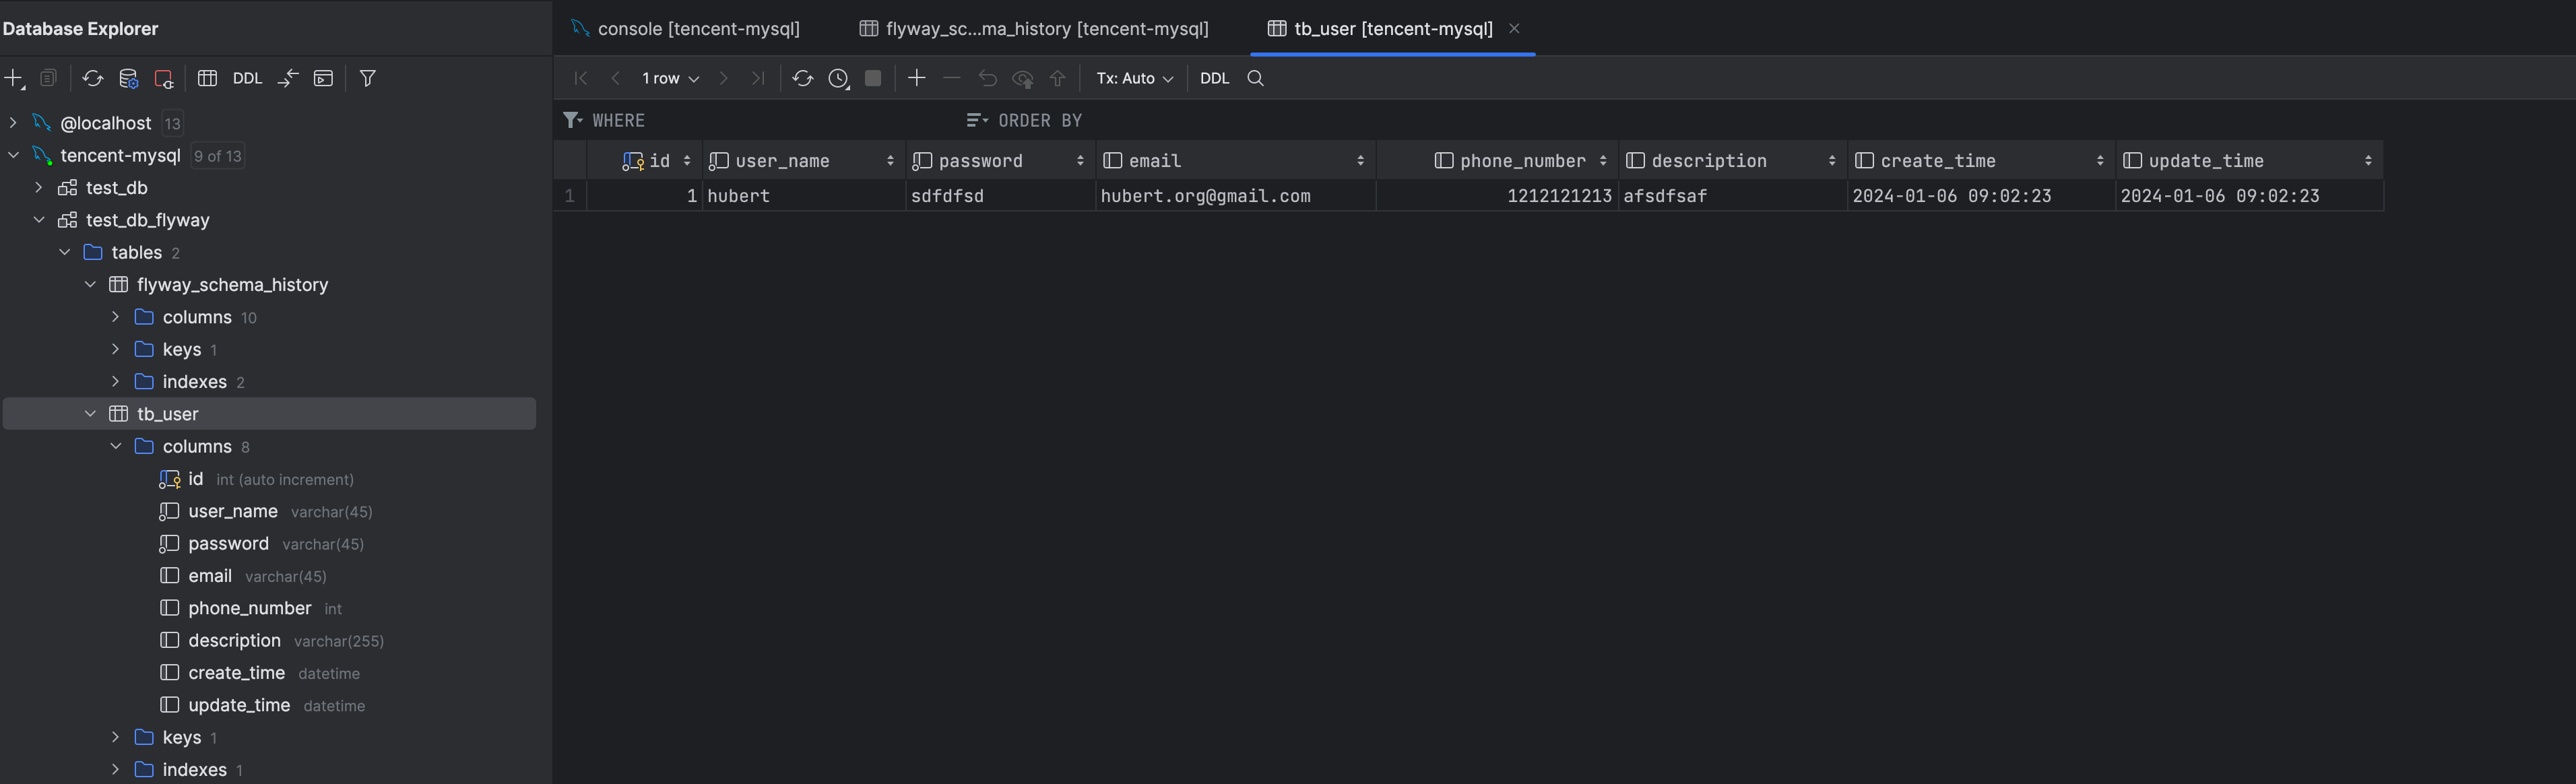 Database Explorer
DDL
@localhost 13
tencent-mysql 9 of 13
test_db
test_db_flyway
tables 2
flyway_schema_history
columns 10
keys 1
indexes 2
tb_user
columns 8
id int (auto increment)
user_name varchar(45)
password varchar(45)
email varchar(45)
phone_number int
description varchar(255)
create_time datetime
update_time datetime
keys 1
indexes 1
console [tencent-mysql] flyway_sc...ma_history [tencent-mysql] tb_user [tencent-mysql]
1 row Tx: Auto DDL
WHERE ORDER BY
id user_name password email phone_number description create_time update_time
1 1 hubert sdfdfsd hubert.org@gmail.com 1212121213 afsdfsaf 2024-01-06 09:02:23 2024-01-06 09:02:23